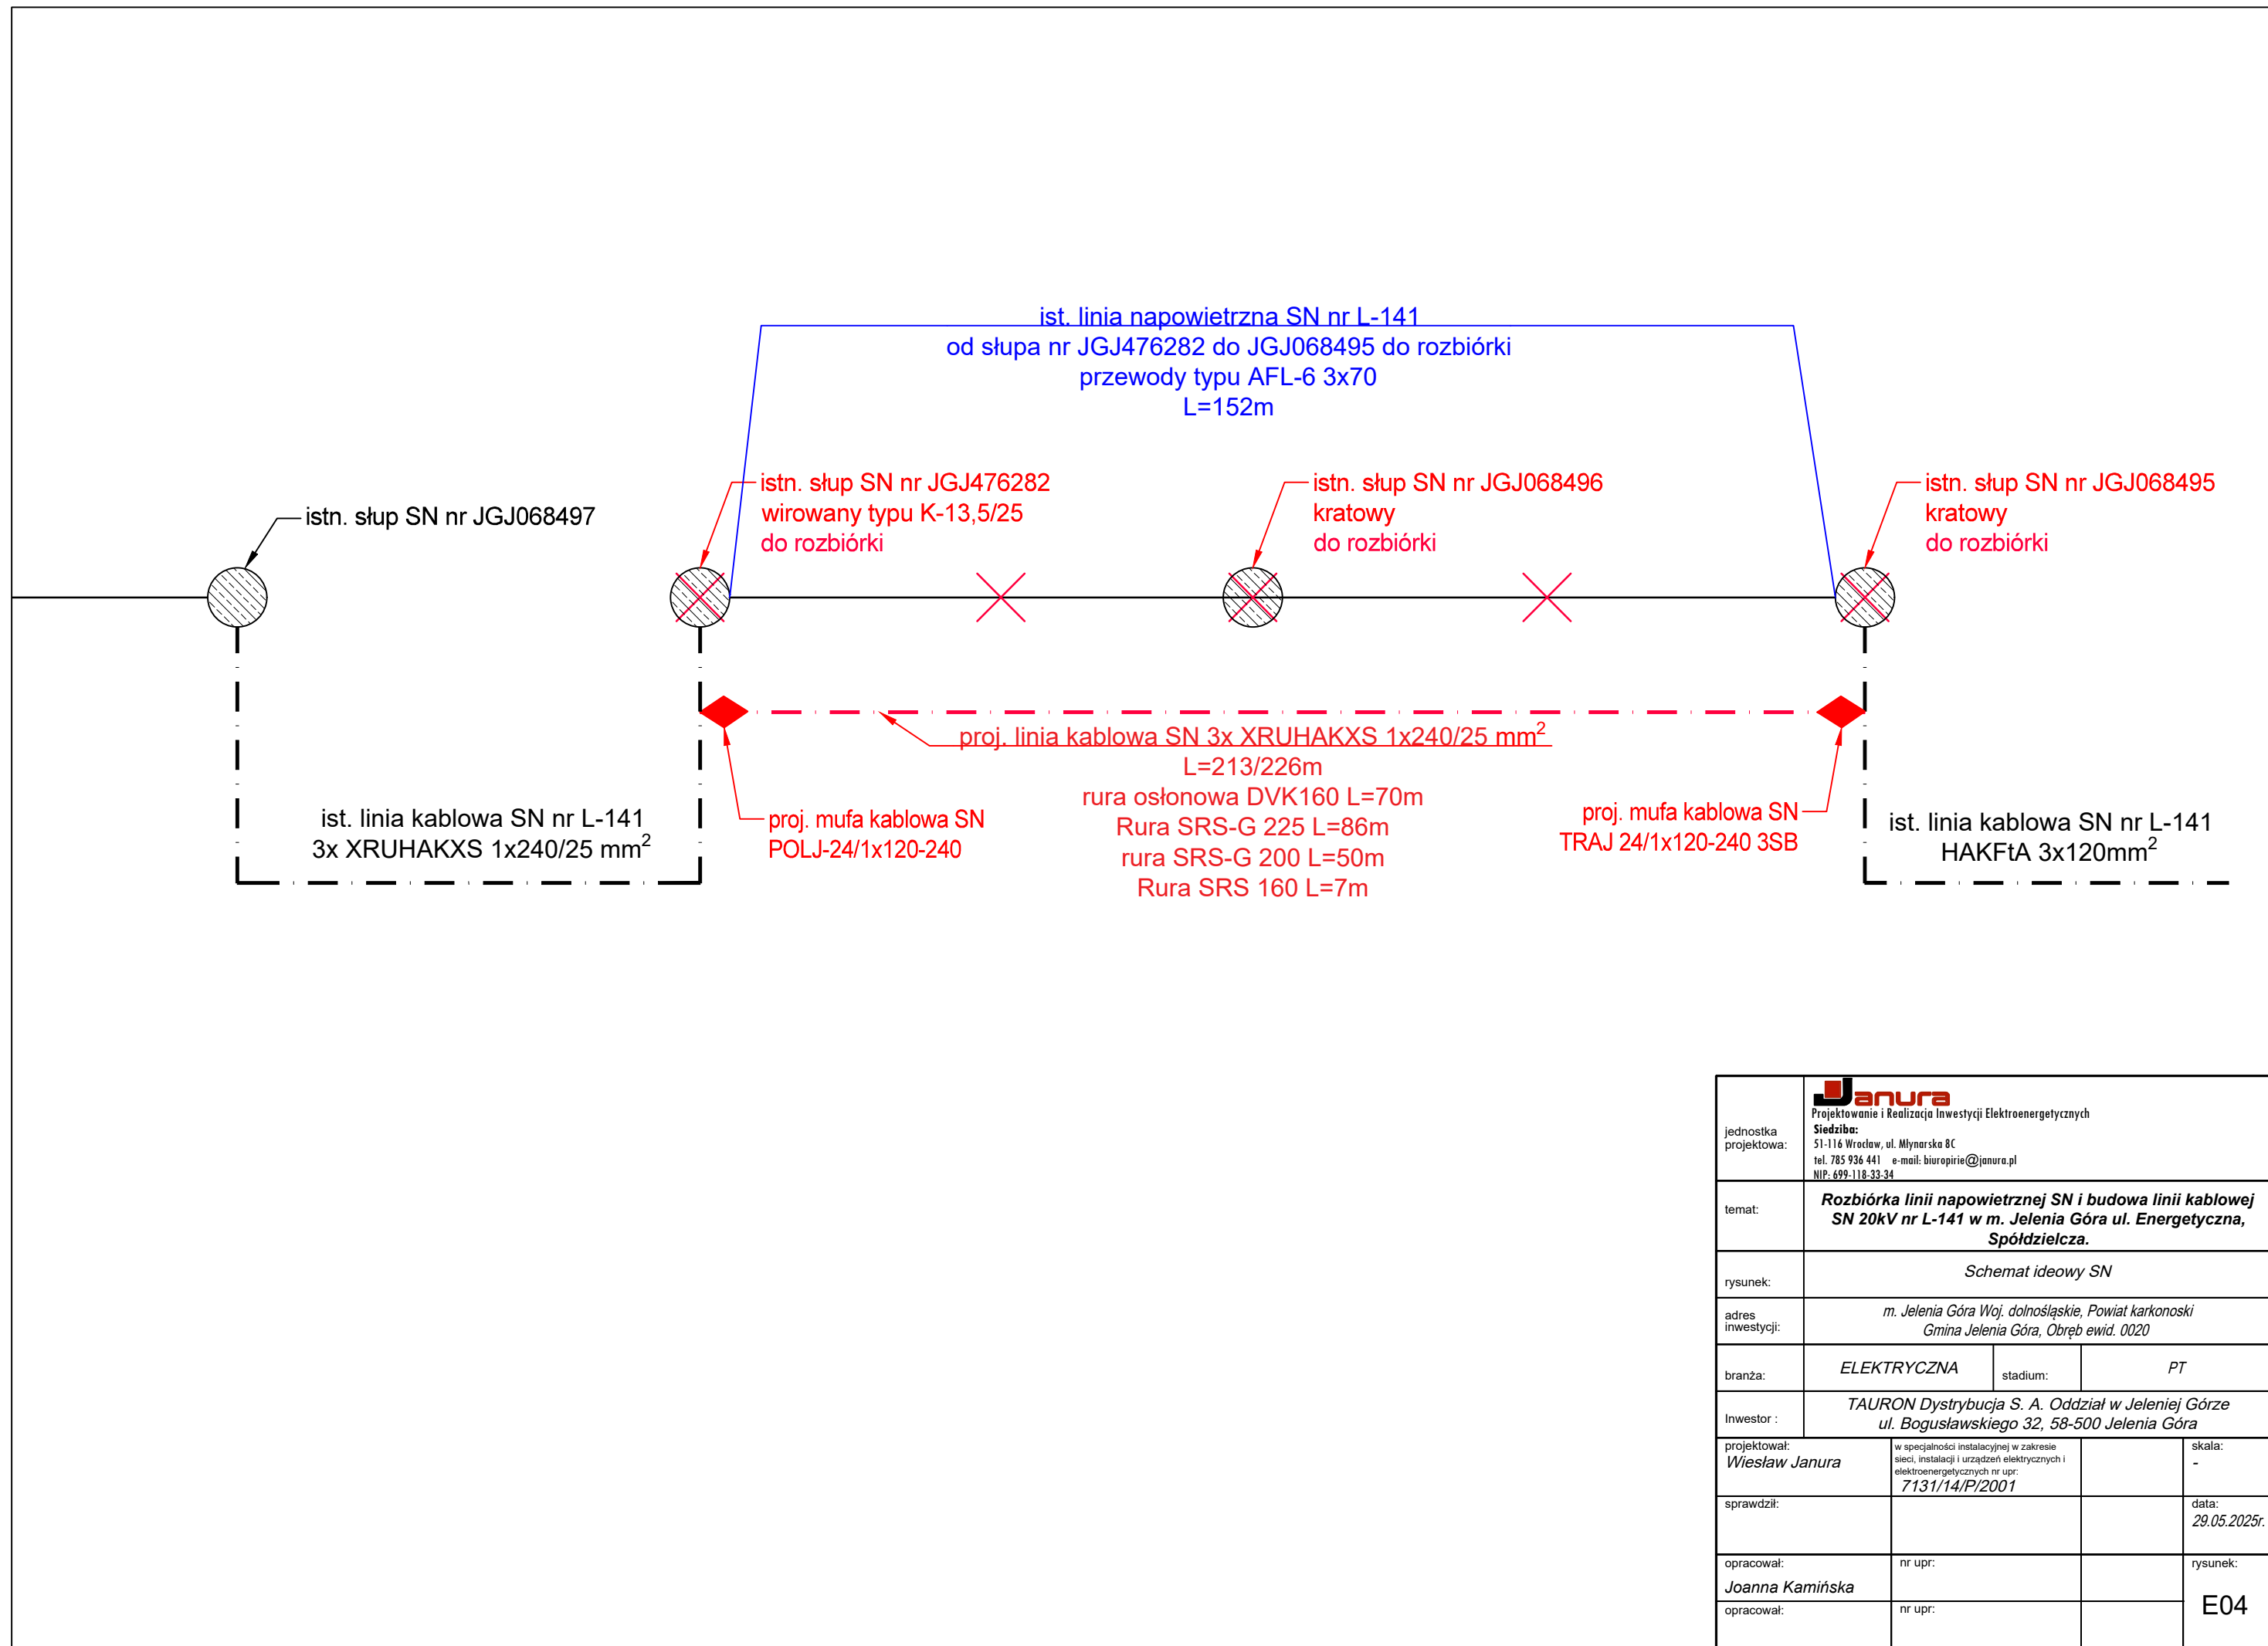 ist. linia napowietrzna SN nr L-141
od słupa nr JGJ476282 do JGJ068495 do rozbiórki
przewody typu AFL-6 3x70
L=152m
istn. słup SN nr JGJ068497
istn. słup SN nr JGJ476282
wirowany typu K-13,5/25
do rozbiórki
istn. słup SN nr JGJ068496
kratowy
do rozbiórki
istn. słup SN nr JGJ068495
kratowy
do rozbiórki
ist. linia kablowa SN nr L-141
3x XRUHAKXS 1x240/25 mm²
proj. mufa kablowa SN
POLJ-24/1x120-240
proj. linia kablowa SN 3x XRUHAKXS 1x240/25 mm²
L=213/226m
rura osłonowa DVK160 L=70m
Rura SRS-G 225 L=86m
rura SRS-G 200 L=50m
Rura SRS 160 L=7m
proj. mufa kablowa SN
TRAJ 24/1x120-240 3SB
ist. linia kablowa SN nr L-141
HAKFtA 3x120mm²
jednostka
projektowa:
Janura
Projektowanie i Realizacja Inwestycji Elektroenergetycznych
Siedziba:
51-116 Wrocław, ul. Młynarska 8C
tel. 785 936 441 e-mail: biuropirie@janura.pl
NIP: 699-118-33-34
temat:
Rozbiórka linii napowietrznej SN i budowa linii kablowej
SN 20kV nr L-141 w m. Jelenia Góra ul. Energetyczna,
Spółdzielcza.
rysunek:
Schemat ideowy SN
adres
inwestycji:
m. Jelenia Góra Woj. dolnośląskie, Powiat karkonoski
Gmina Jelenia Góra, Obręb ewid. 0020
branża:
ELEKTRYCZNA
stadium:
PT
Inwestor :
TAURON Dystrybucja S. A. Oddział w Jeleniej Górze
ul. Bogusławskiego 32, 58-500 Jelenia Góra
projektował:
Wiesław Janura
w specjalności instalacyjnej w zakresie
sieci, instalacji i urządzeń elektrycznych i
elektroenergetycznych nr upr:
7131/14/P/2001
skala:
-
sprawdził:
data:
29.05.2025r.
opracował:
Joanna Kamińska
nr upr:
rysunek:
E04
opracował:
nr upr: